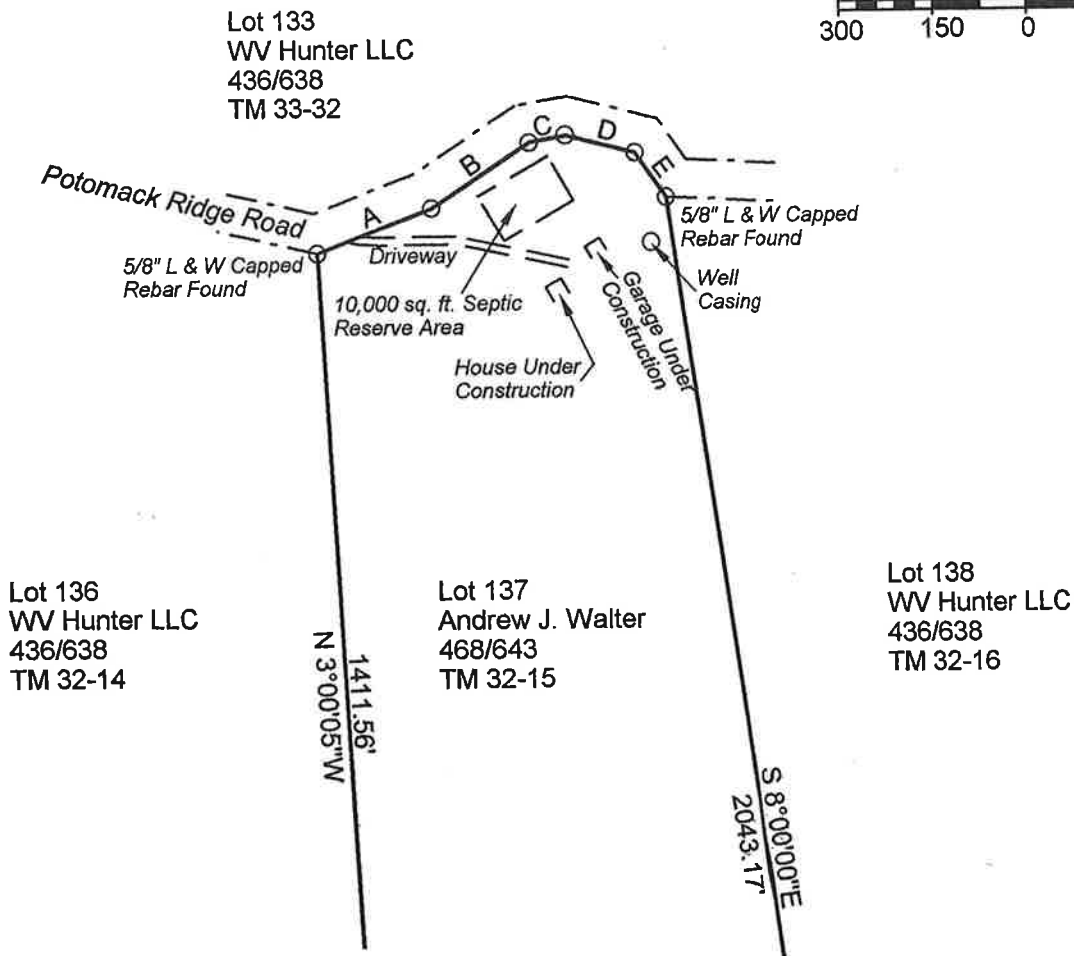 300 150 0
Lot 133
WV Hunter LLC
436/638
TM 33-32
Potomack Ridge Road
A
B
C
D
E
5/8" L & W Capped
Rebar Found
Driveway
5/8" L & W Capped
Rebar Found
Well
Casing
10,000 sq. ft. Septic
Reserve Area
Garage Under
Construction
House Under
Construction
Lot 136
WV Hunter LLC
436/638
TM 32-14
Lot 137
Andrew J. Walter
468/643
TM 32-15
Lot 138
WV Hunter LLC
436/638
TM 32-16
1411.56'
N 3°00'05"W
S 8°00'00"E
2043.17'